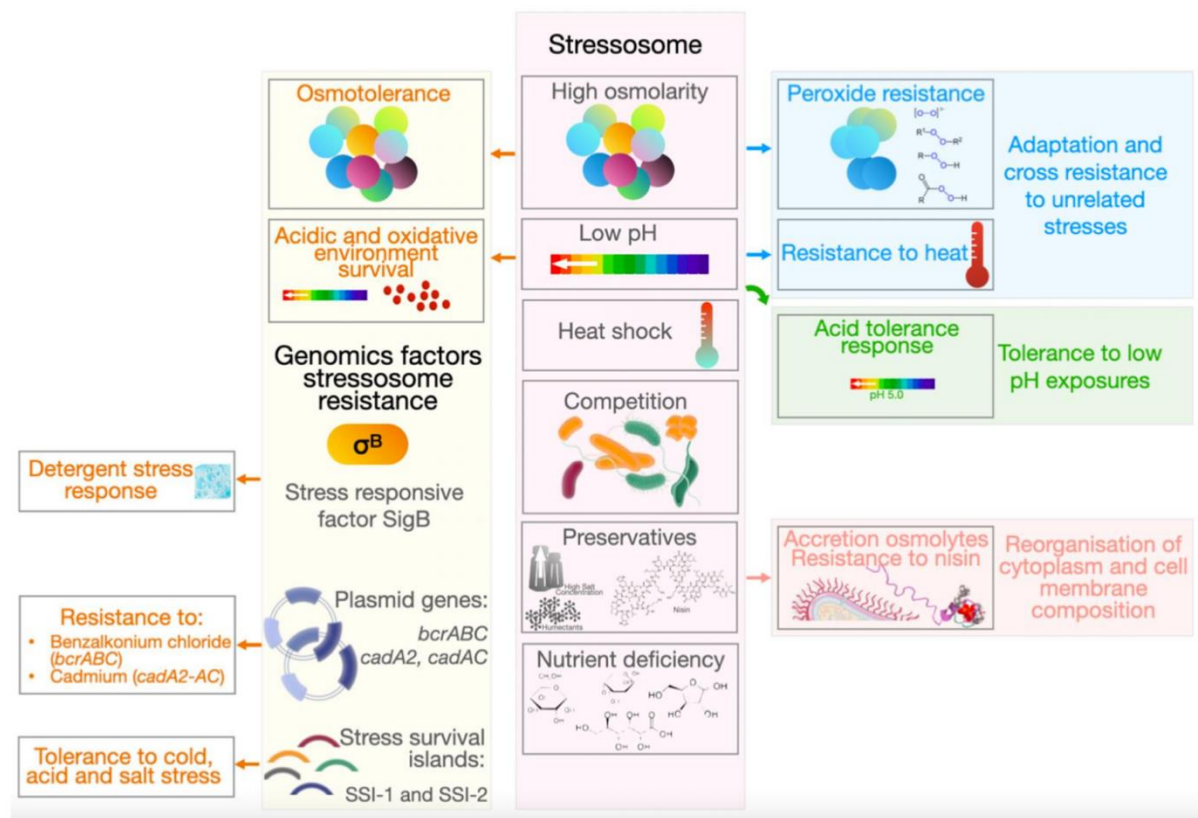 Stressosome
Osmotolerance
High osmolarity
Peroxide resistance
Adaptation and
cross resistance
to unrelated
stresses
Acidic and oxidative
environment
survival
Low pH
Resistance to heat
Heat shock
Acid tolerance
response
pH 5.0
Tolerance to low
pH exposures
Genomics factors
stressosome
resistance
σB
Stress responsive
factor SigB
Detergent stress
response
Competition
Preservatives
High Salt
Concentration
Humectants
Nisin
Accretion osmolytes
Resistance to nisin
Reorganisation of
cytoplasm and cell
membrane
composition
Plasmid genes:
bcrABC
cadA2, cadAC
Resistance to:
• Benzalkonium chloride
(bcrABC)
• Cadmium (cadA2-AC)
Nutrient deficiency
Stress survival
islands:
SSI-1 and SSI-2
Tolerance to cold,
acid and salt stress